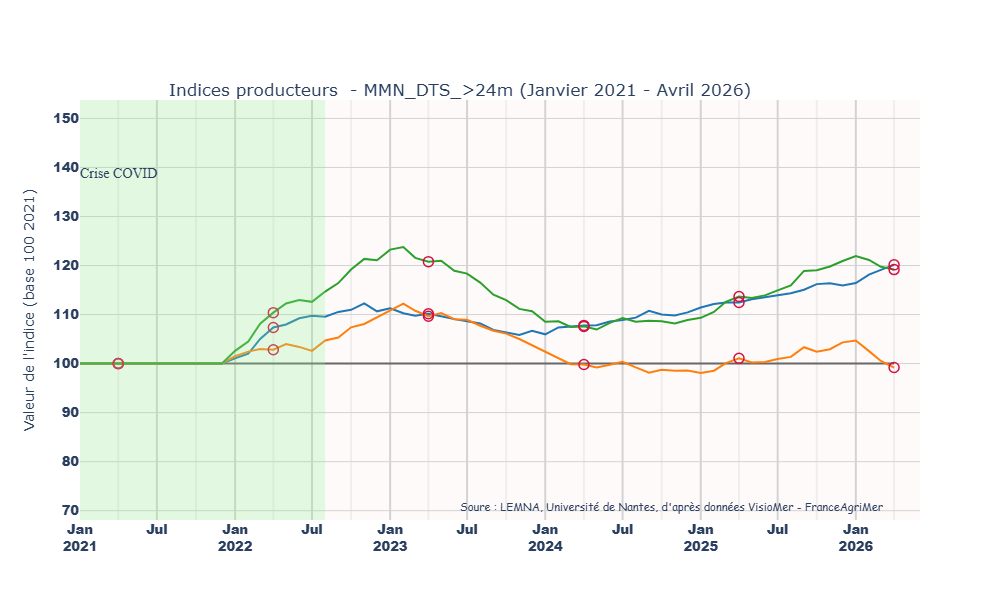 Indices producteurs  - MMN_DTS_>24m (Janvier 2021 - Avril 2026)
Valeur de l'indice (base 100 2021)
150
140
130
120
110
100
90
80
70
Crise COVID
Soure : LEMNA, Université de Nantes, d'après données VisioMer - FranceAgriMer
Jan Jul Jan Jul Jan Jul Jan Jul Jan Jul Jan
2021 2022 2023 2024 2025 2026